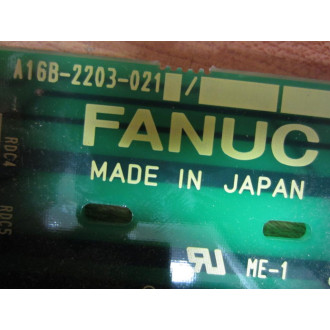 A16B-2203-021 /
FANUC
MADE IN JAPAN
RDC4
RDC5
ME-1